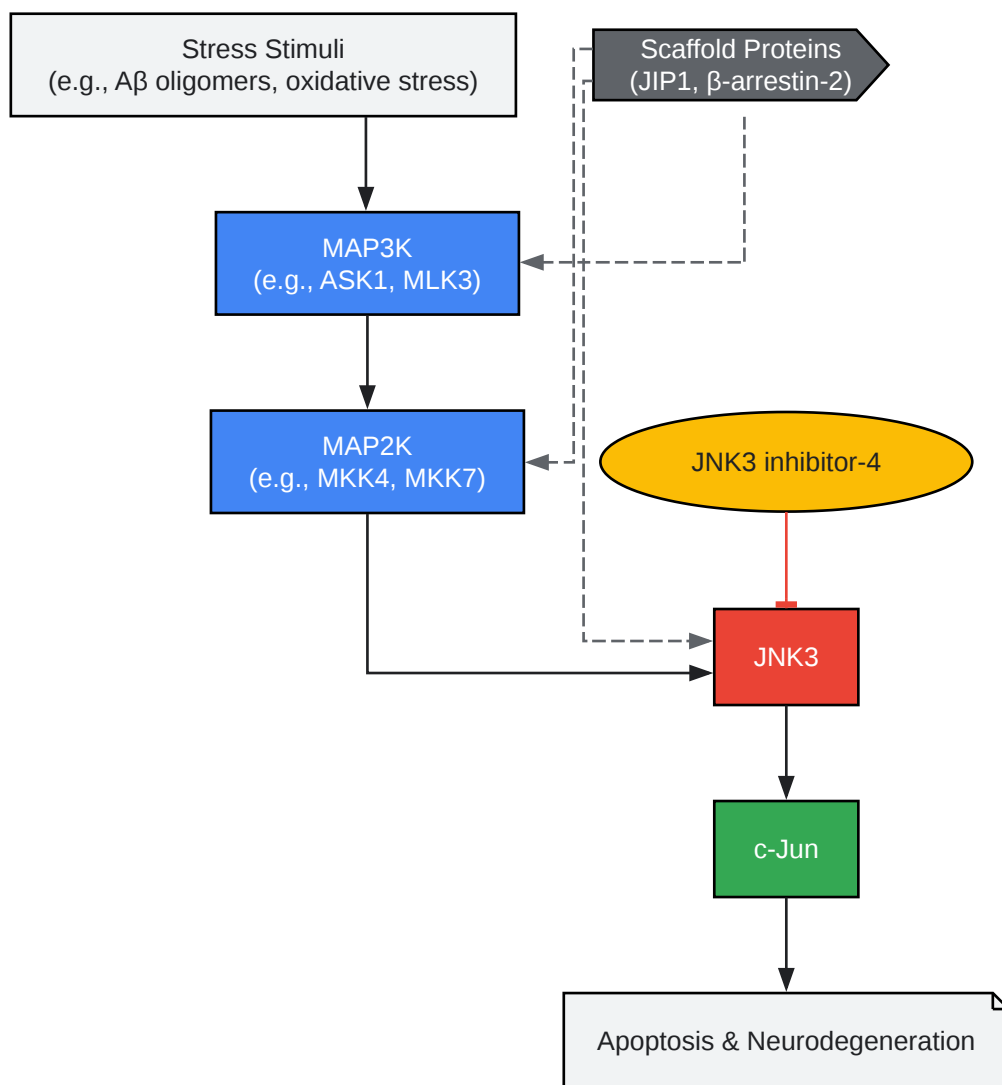 Stress Stimuli
(e.g., Aβ oligomers, oxidative stress)
Scaffold Proteins
(JIP1, β-arrestin-2)
MAP3K
(e.g., ASK1, MLK3)
MAP2K
(e.g., MKK4, MKK7)
JNK3 inhibitor-4
JNK3
c-Jun
Apoptosis & Neurodegeneration